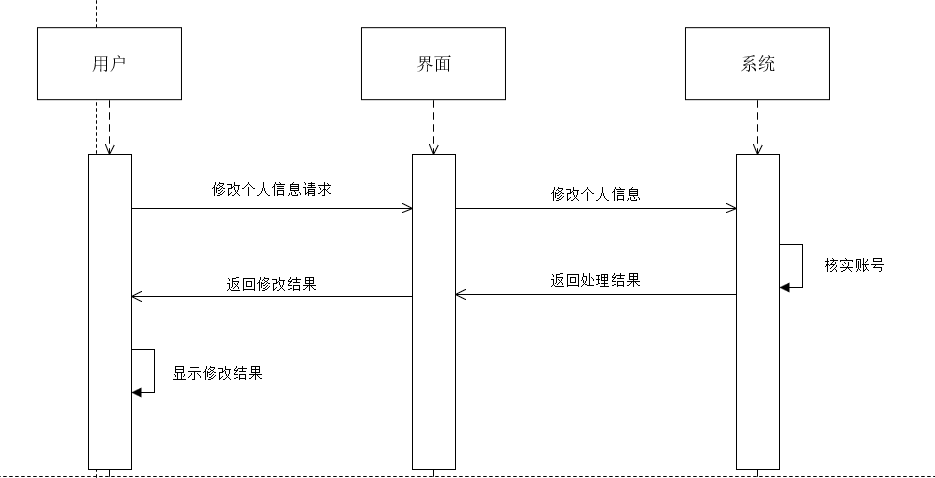 用户
界面
系统
修改个人信息请求
修改个人信息
核实账号
返回修改结果
返回处理结果
显示修改结果